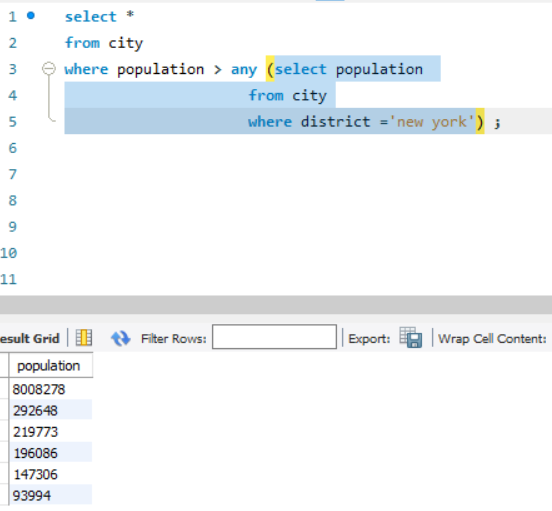 1 select *
2 from city
3 where population > any (select population
4 from city
5 where district ='new york') ;
6
7
8
9
10
11
esult Grid Filter Rows: Export: Wrap Cell Content:
population
8008278
292648
219773
196086
147306
93994